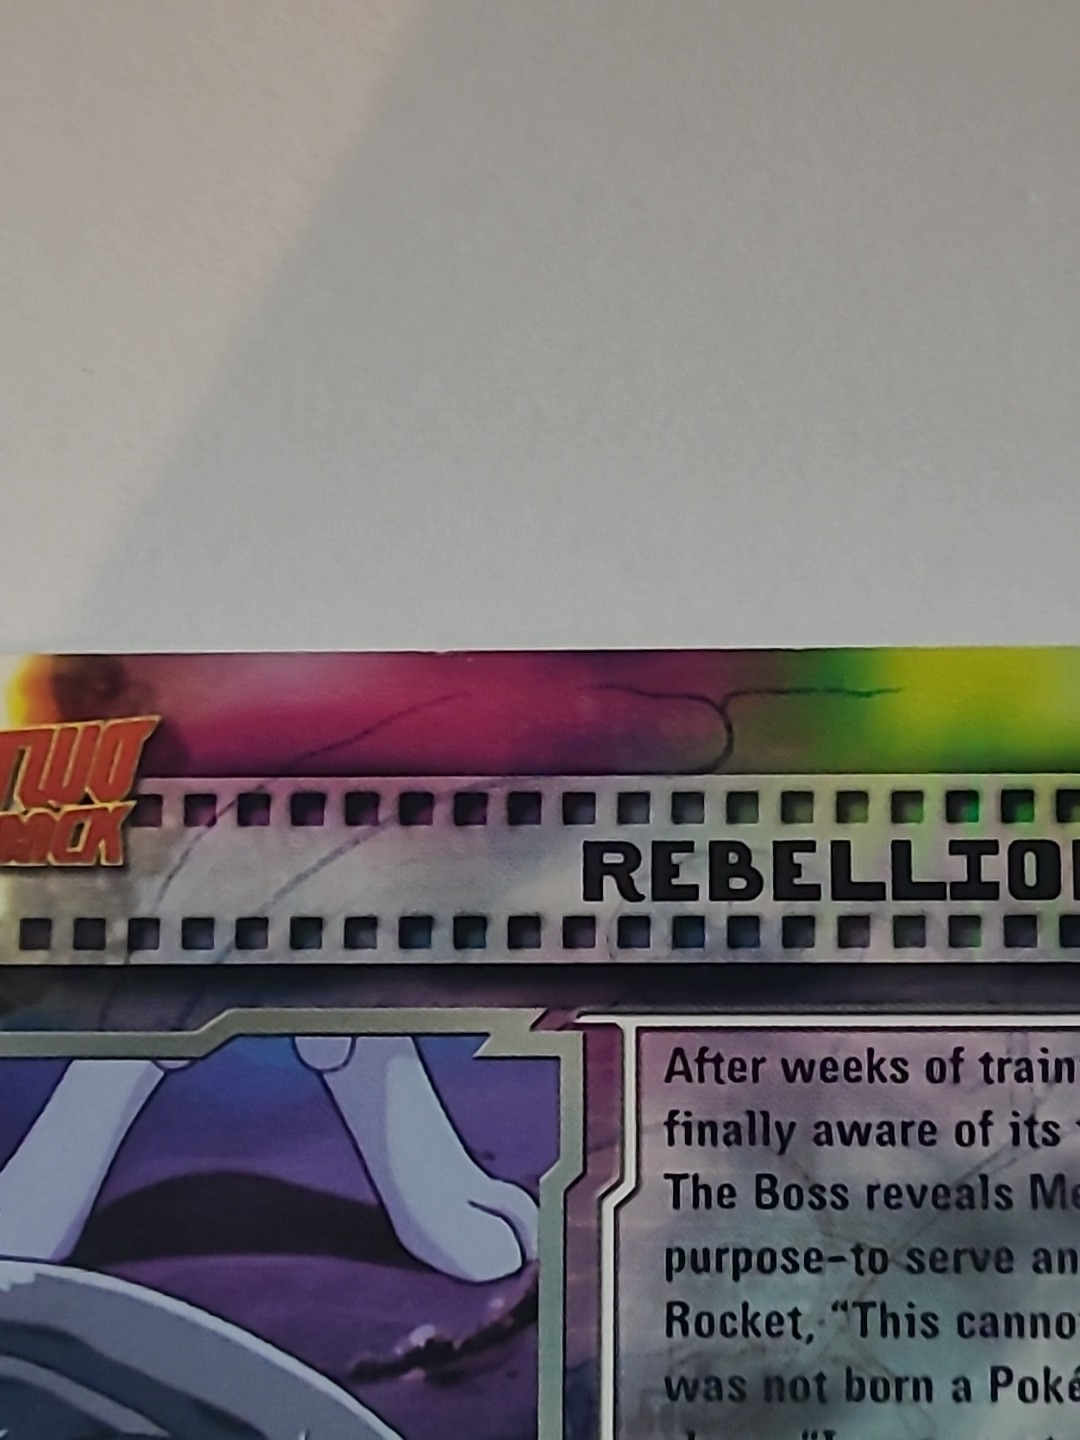 TWO
REBELLIO
After weeks of train
finally aware of its
The Boss reveals Me
purpose–to serve an
Rocket, “This canno
was not born a Poké